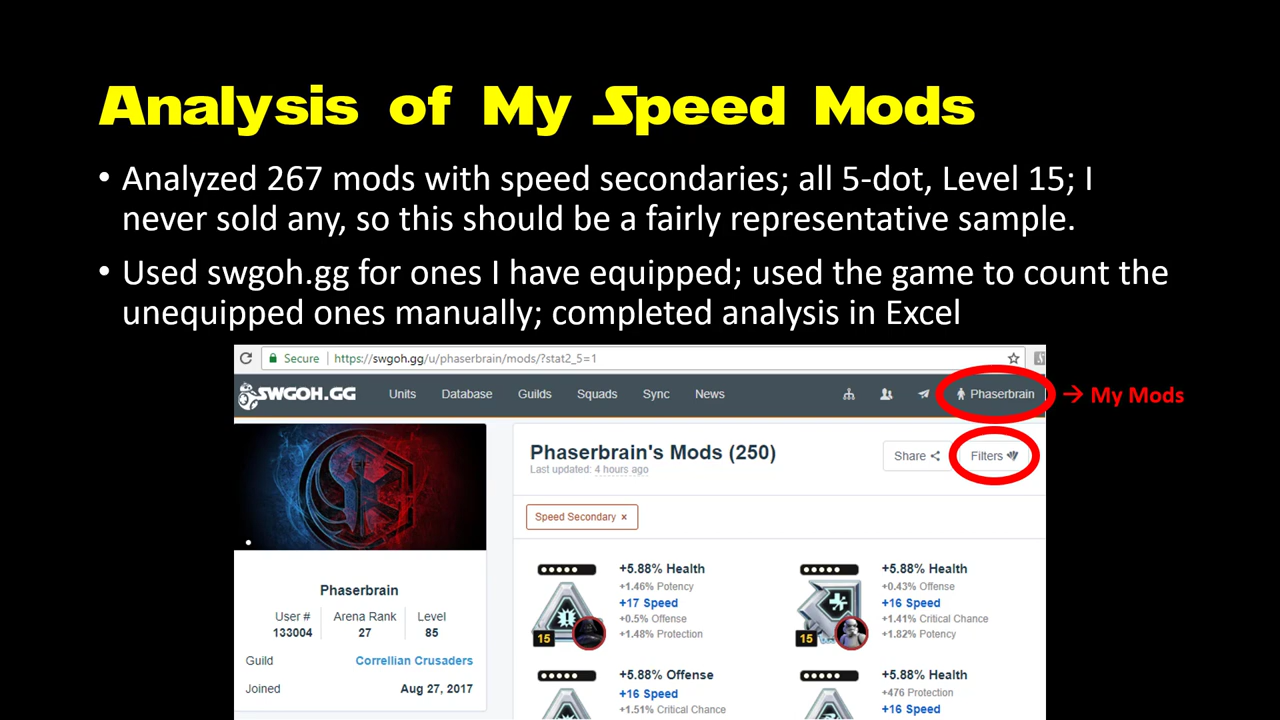 Analysis of My Speed Mods
• Analyzed 267 mods with speed secondaries; all 5-dot, Level 15; I
never sold any, so this should be a fairly representative sample.
• Used swgoh.gg for ones I have equipped; used the game to count the
unequipped ones manually; completed analysis in Excel
Secure | https://swgoh.gg/u/phaserbrain/mods/?stat2_5=1
SWGOH.GG Units Database Guilds Squads Sync News Phaserbrain → My Mods
Phaserbrain's Mods (250)
Last updated: 4 hours ago
Share Filters
Speed Secondary ×
Phaserbrain
User # Arena Rank Level
133004 27 85
Guild Correllian Crusaders
Joined Aug 27, 2017
+5.88% Health
+1.46% Potency
+17 Speed
+0.5% Offense
+1.48% Protection
15
+5.88% Health
+0.43% Offense
+16 Speed
+1.41% Critical Chance
+1.82% Potency
15
+5.88% Offense
+16 Speed
+1.51% Critical Chance
+5.88% Health
+476 Protection
+16 Speed